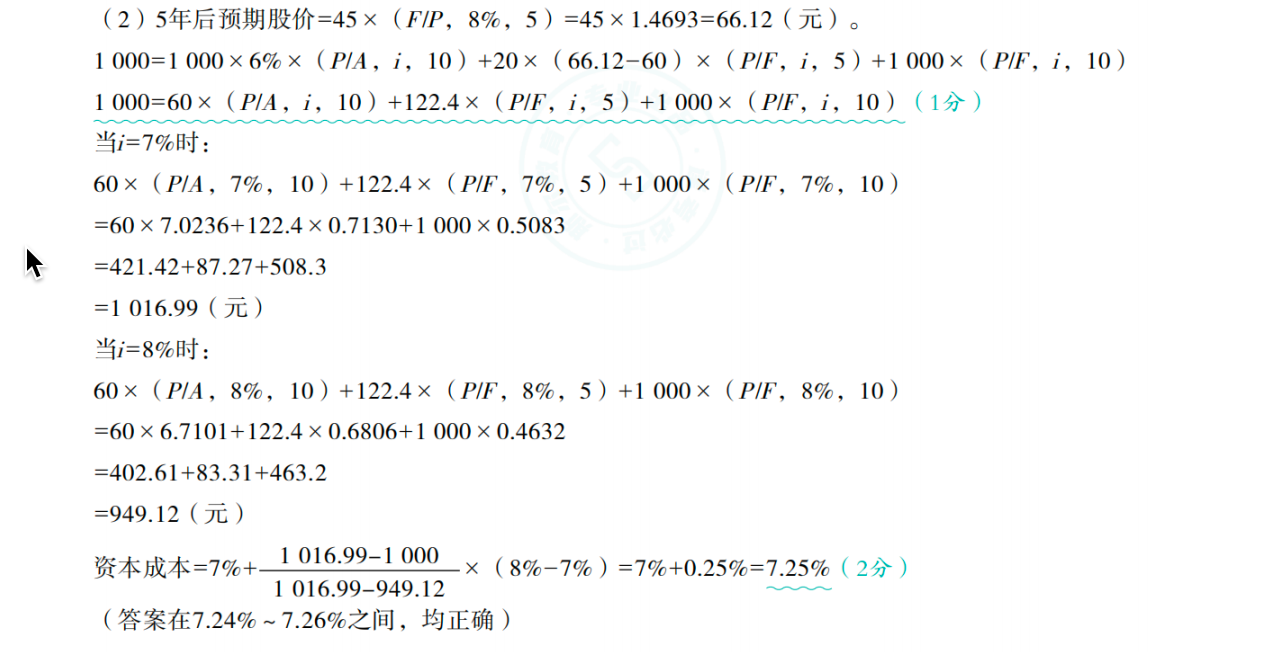 （2）5年后预期股价=45×（F/P，8%，5）=45×1.4693=66.12（元）。
1 000=1 000×6%×（P/A，i，10）+20×（66.12-60）×（P/F，i，5）+1 000×（P/F，i，10）
1 000=60×（P/A，i，10）+122.4×（P/F，i，5）+1 000×（P/F，i，10）（1分）
当i=7%时：
60×（P/A，7%，10）+122.4×（P/F，7%，5）+1 000×（P/F，7%，10）
=60×7.0236+122.4×0.7130+1 000×0.5083
=421.42+87.27+508.3
=1 016.99（元）
当i=8%时：
60×（P/A，8%，10）+122.4×（P/F，8%，5）+1 000×（P/F，8%，10）
=60×6.7101+122.4×0.6806+1 000×0.4632
=402.61+83.31+463.2
=949.12（元）
资本成本=7%+（1 016.99-1 000）/（1 016.99-949.12）×（8%-7%）=7%+0.25%=7.25%（2分）
（答案在7.24%~7.26%之间，均正确）